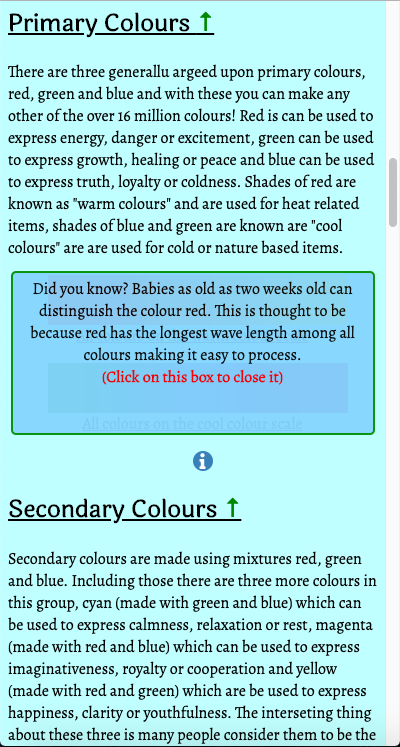 Primary Colours ↑
There are three generallu argeed upon primary colours,
red, green and blue and with these you can make any
other of the over 16 million colours! Red is can be used to
express energy, danger or excitement, green can be used
to express growth, healing or peace and blue can be used
to express truth, loyalty or coldness. Shades of red are
known as "warm colours" and are used for heat related
items, shades of blue and green are known are "cool
colours" are are used for cold or nature based items.
Did you know? Babies as old as two weeks old can
distinguish the colour red. This is thought to be
because red has the longest wave length among all
colours making it easy to process.
(Click on this box to close it)
All colours on the cool colour scale
Secondary Colours ↑
Secondary colours are made using mixtures red, green
and blue. Including those there are three more colours in
this group, cyan (made with green and blue) which can
be used to express calmness, relaxation or rest, magenta
(made with red and blue) which can be used to express
imaginativeness, royalty or cooperation and yellow
(made with red and green) which are be used to express
happiness, clarity or youthfulness. The interseting thing
about these three is many people consider them to be the